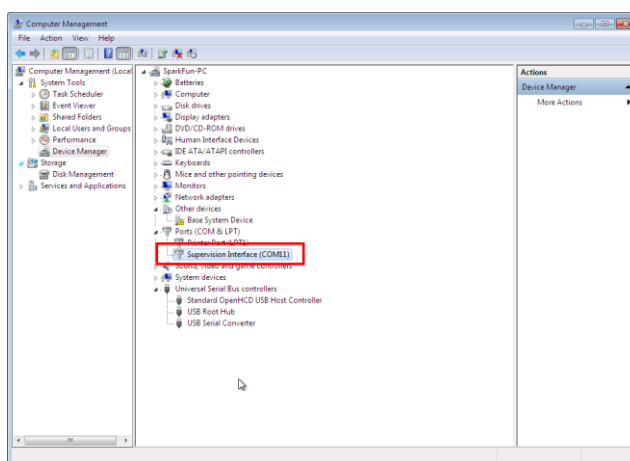 Computer Management
File Action View Help
Computer Management (Local
System Tools
Task Scheduler
Event Viewer
Shared Folders
Local Users and Groups
Performance
Device Manager
Storage
Disk Management
Services and Applications
SparkFun-PC
Batteries
Computer
Disk drives
Display adapters
DVD/CD-ROM drives
Human Interface Devices
IDE ATA/ATAPI controllers
Keyboards
Mice and other pointing devices
Monitors
Network adapters
Other devices
Base System Device
Ports (COM & LPT)
Printer Port (LPT1)
Supervision Interface (COM11)
Sound, video and game controllers
System devices
Universal Serial Bus controllers
Standard OpenHCD USB Host Controller
USB Root Hub
USB Serial Converter
Actions
Device Manager
More Actions